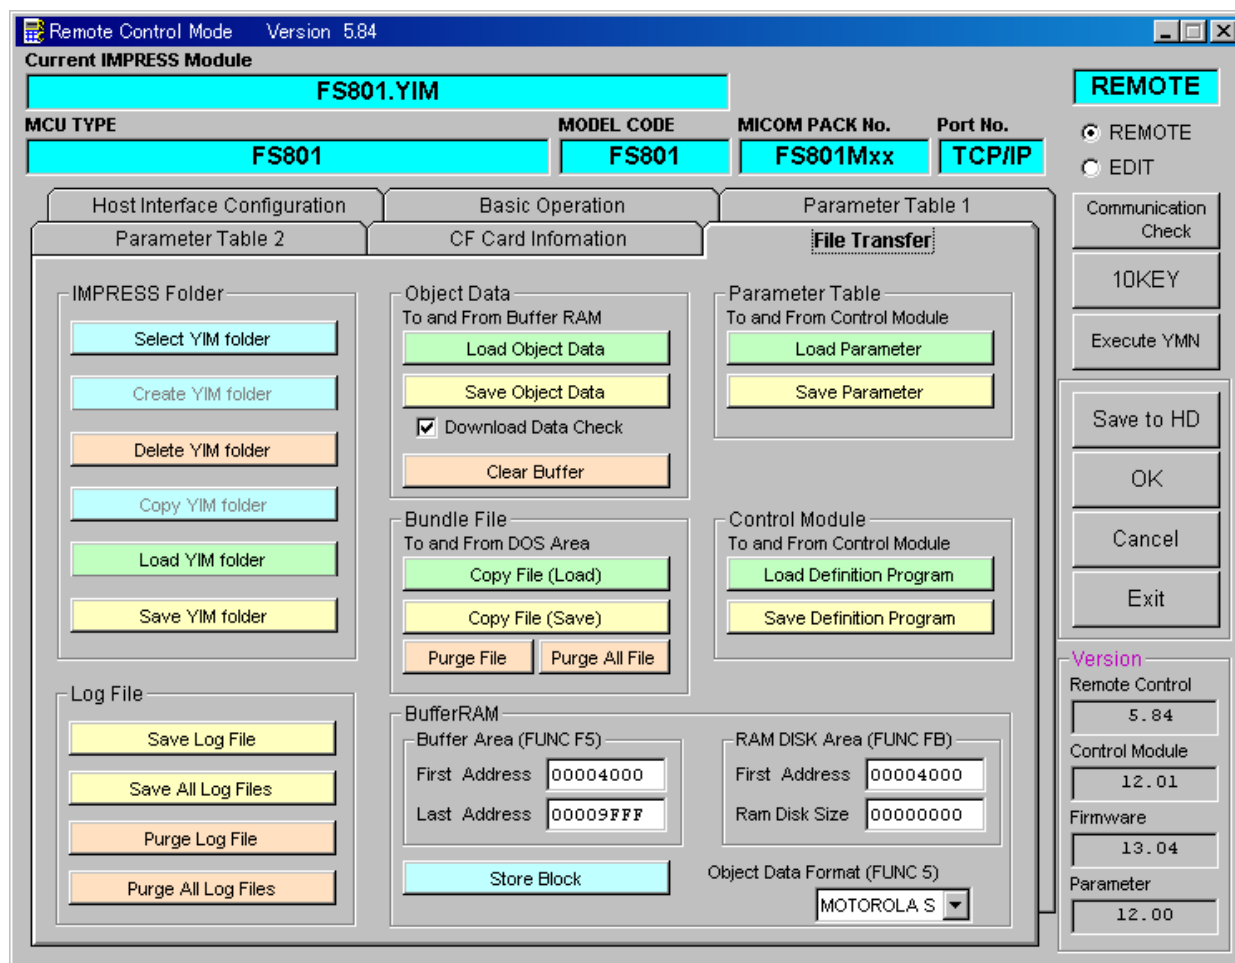 Remote Control Mode Version 5.84
Current IMPRESS Module
FS801.YIM
REMOTE
MCU TYPE
MODEL CODE
MICOM PACK No.
Port No.
FS801
FS801
FS801Mxx
TCP/IP
REMOTE
EDIT
Host Interface Configuration
Basic Operation
Parameter Table 1
Parameter Table 2
CF Card Infomation
File Transfer
Communication
Check
10KEY
Execute YMN
Save to HD
OK
Cancel
Exit
IMPRESS Folder
Select YIM folder
Create YIM folder
Delete YIM folder
Copy YIM folder
Load YIM folder
Save YIM folder
Log File
Save Log File
Save All Log Files
Purge Log File
Purge All Log Files
Object Data
To and From Buffer RAM
Load Object Data
Save Object Data
Download Data Check
Clear Buffer
Bundle File
To and From DOS Area
Copy File (Load)
Copy File (Save)
Purge File
Purge All File
Parameter Table
To and From Control Module
Load Parameter
Save Parameter
Control Module
To and From Control Module
Load Definition Program
Save Definition Program
BufferRAM
Buffer Area (FUNC F5)
First Address 00004000
Last Address 00009FFF
RAM DISK Area (FUNC FB)
First Address 00004000
Ram Disk Size 00000000
Store Block
Object Data Format (FUNC 5)
MOTOROLA S
Version
Remote Control
5.84
Control Module
12.01
Firmware
13.04
Parameter
12.00